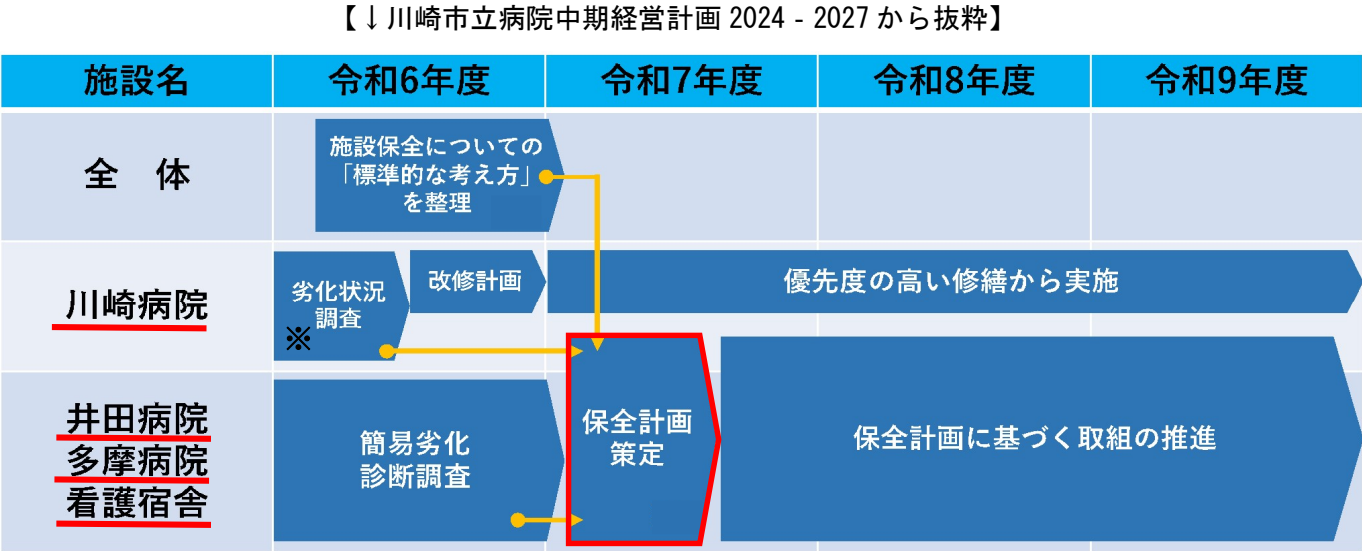 【↓川崎市立病院中期経営計画 2024‐2027 から抜粋】
施設名
令和6年度
令和7年度
令和8年度
令和9年度
全　体
施設保全についての
「標準的な考え方」
を整理
川崎病院
劣化状況
調査
※
改修計画
優先度の高い修繕から実施
井田病院
多摩病院
看護宿舎
簡易劣化
診断調査
保全計画
策定
保全計画に基づく取組の推進